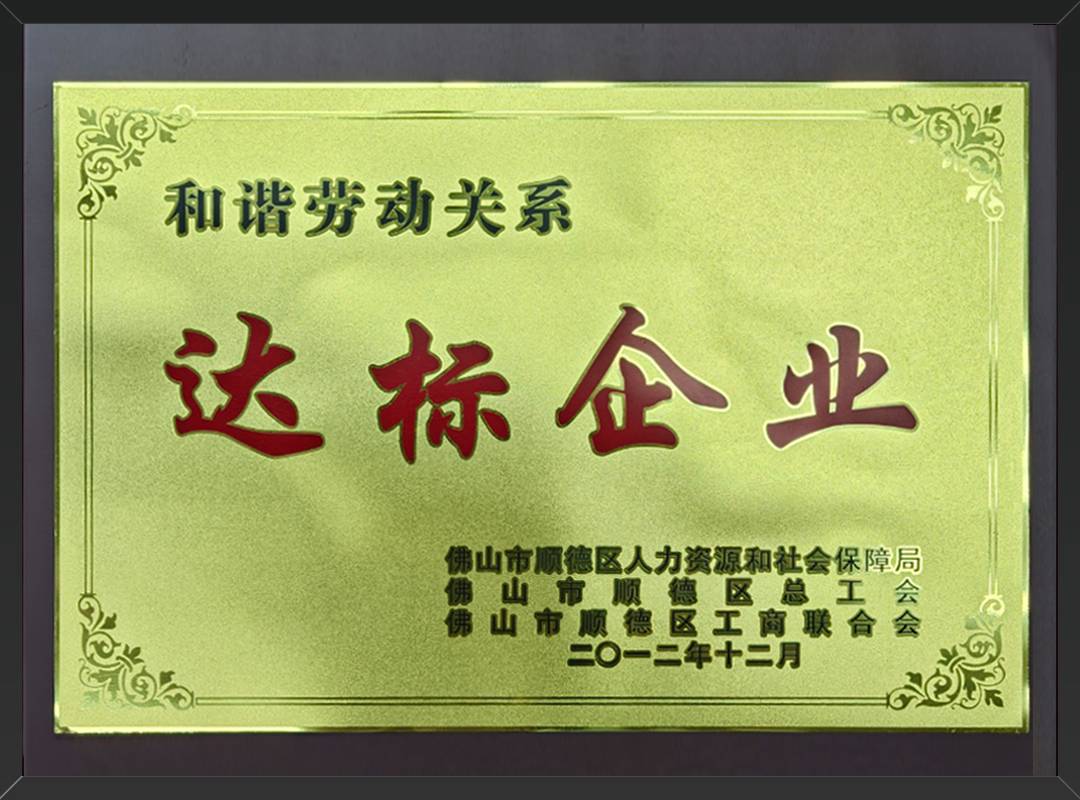 和谐劳动关系
达标企业
佛山市顺德区人力资源和社会保障局
佛山市顺德区总工会
佛山市顺德区工商联合会
二〇一二年十二月